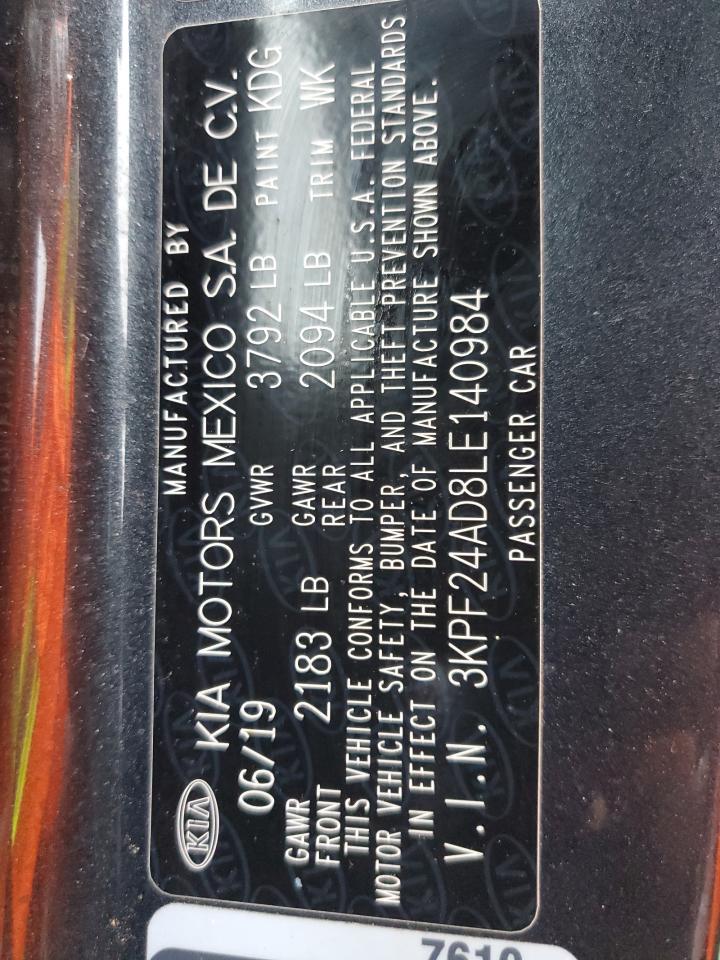 KIA
MANUFACTURED BY
KIA MOTORS MEXICO S.A. DE C.V.
06/19 GVWR 3792 LB PAINT KDG
GAWR FRONT 2183 LB GAWR REAR 2094 LB TRIM WK
THIS VEHICLE CONFORMS TO ALL APPLICABLE U.S.A. FEDERAL
MOTOR VEHICLE SAFETY, BUMPER, AND THEFT PREVENTION STANDARDS
IN EFFECT ON THE DATE OF MANUFACTURE SHOWN ABOVE.
V.I.N. 3KPF24AD8LE140984
PASSENGER CAR